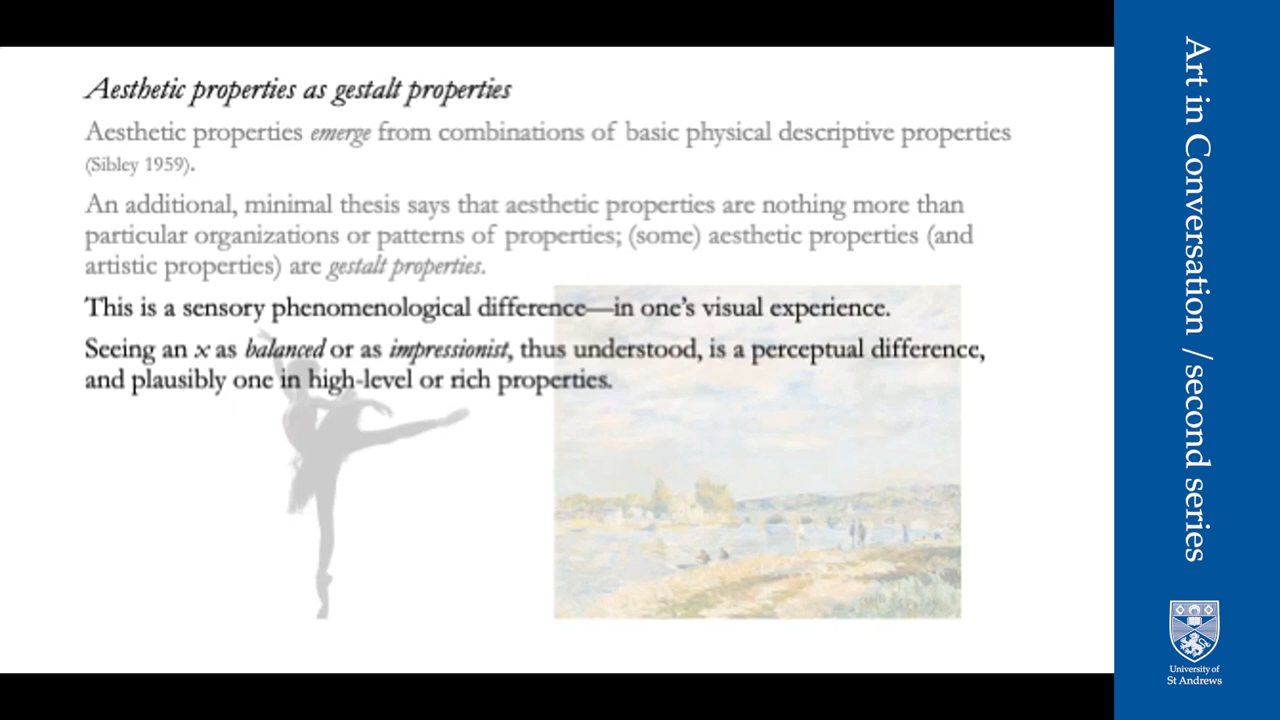 Aesthetic properties as gestalt properties
Aesthetic properties emerge from combinations of basic physical descriptive properties
(Sibley 1959).
An additional, minimal thesis says that aesthetic properties are nothing more than
particular organizations or patterns of properties; (some) aesthetic properties (and
artistic properties) are gestalt properties.
This is a sensory phenomenological difference—in one's visual experience.
Seeing an x as balanced or as impressionist, thus understood, is a perceptual difference,
and plausibly one in high-level or rich properties.
Art in Conversation / second series
University of
St Andrews